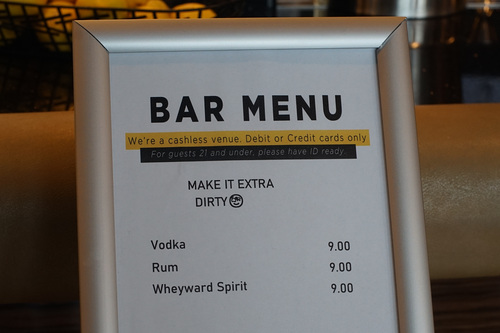 BAR MENU
We're a cashless venue. Debit or Credit cards only
For guests 21 and under, please have ID ready.
MAKE IT EXTRA
DIRTY
Vodka 9.00
Rum 9.00
Wheyward Spirit 9.00